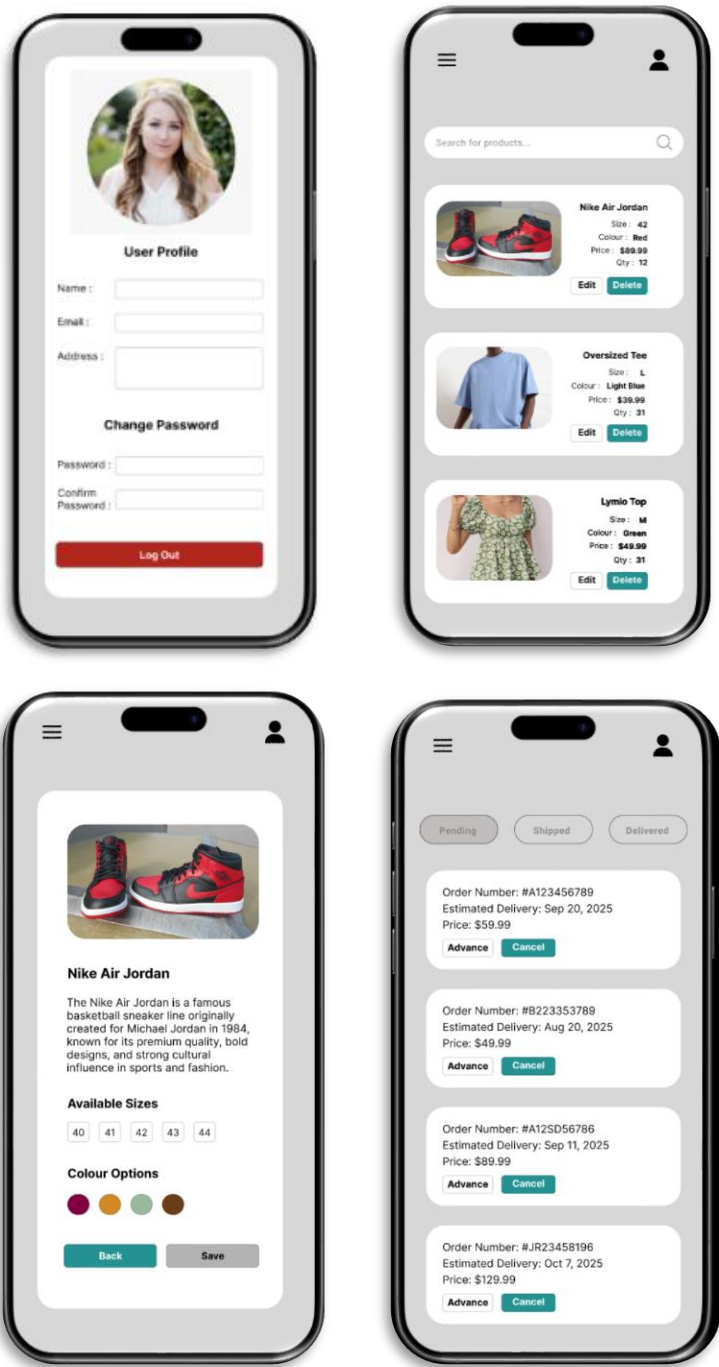 User Profile
Name :
Email :
Address :
Change Password
Password :
Confirm
Password :
Log Out
Search for products...
Nike Air Jordan
Size : 42
Colour : Red
Price : $89.99
Qty : 12
Edit Delete
Oversized Tee
Size : L
Colour : Light Blue
Price : $39.99
Qty : 31
Edit Delete
Lymio Top
Size : M
Colour : Green
Price : $49.99
Qty : 31
Edit Delete
Nike Air Jordan
The Nike Air Jordan is a famous
basketball sneaker line originally
created for Michael Jordan in 1984,
known for its premium quality, bold
designs, and strong cultural
influence in sports and fashion.
Available Sizes
40 41 42 43 44
Colour Options
Back Save
Pending Shipped Delivered
Order Number: #A123456789
Estimated Delivery: Sep 20, 2025
Price: $59.99
Advance Cancel
Order Number: #B223353789
Estimated Delivery: Aug 20, 2025
Price: $49.99
Advance Cancel
Order Number: #A12SD56786
Estimated Delivery: Sep 11, 2025
Price: $89.99
Advance Cancel
Order Number: #JR23458196
Estimated Delivery: Oct 7, 2025
Price: $129.99
Advance Cancel